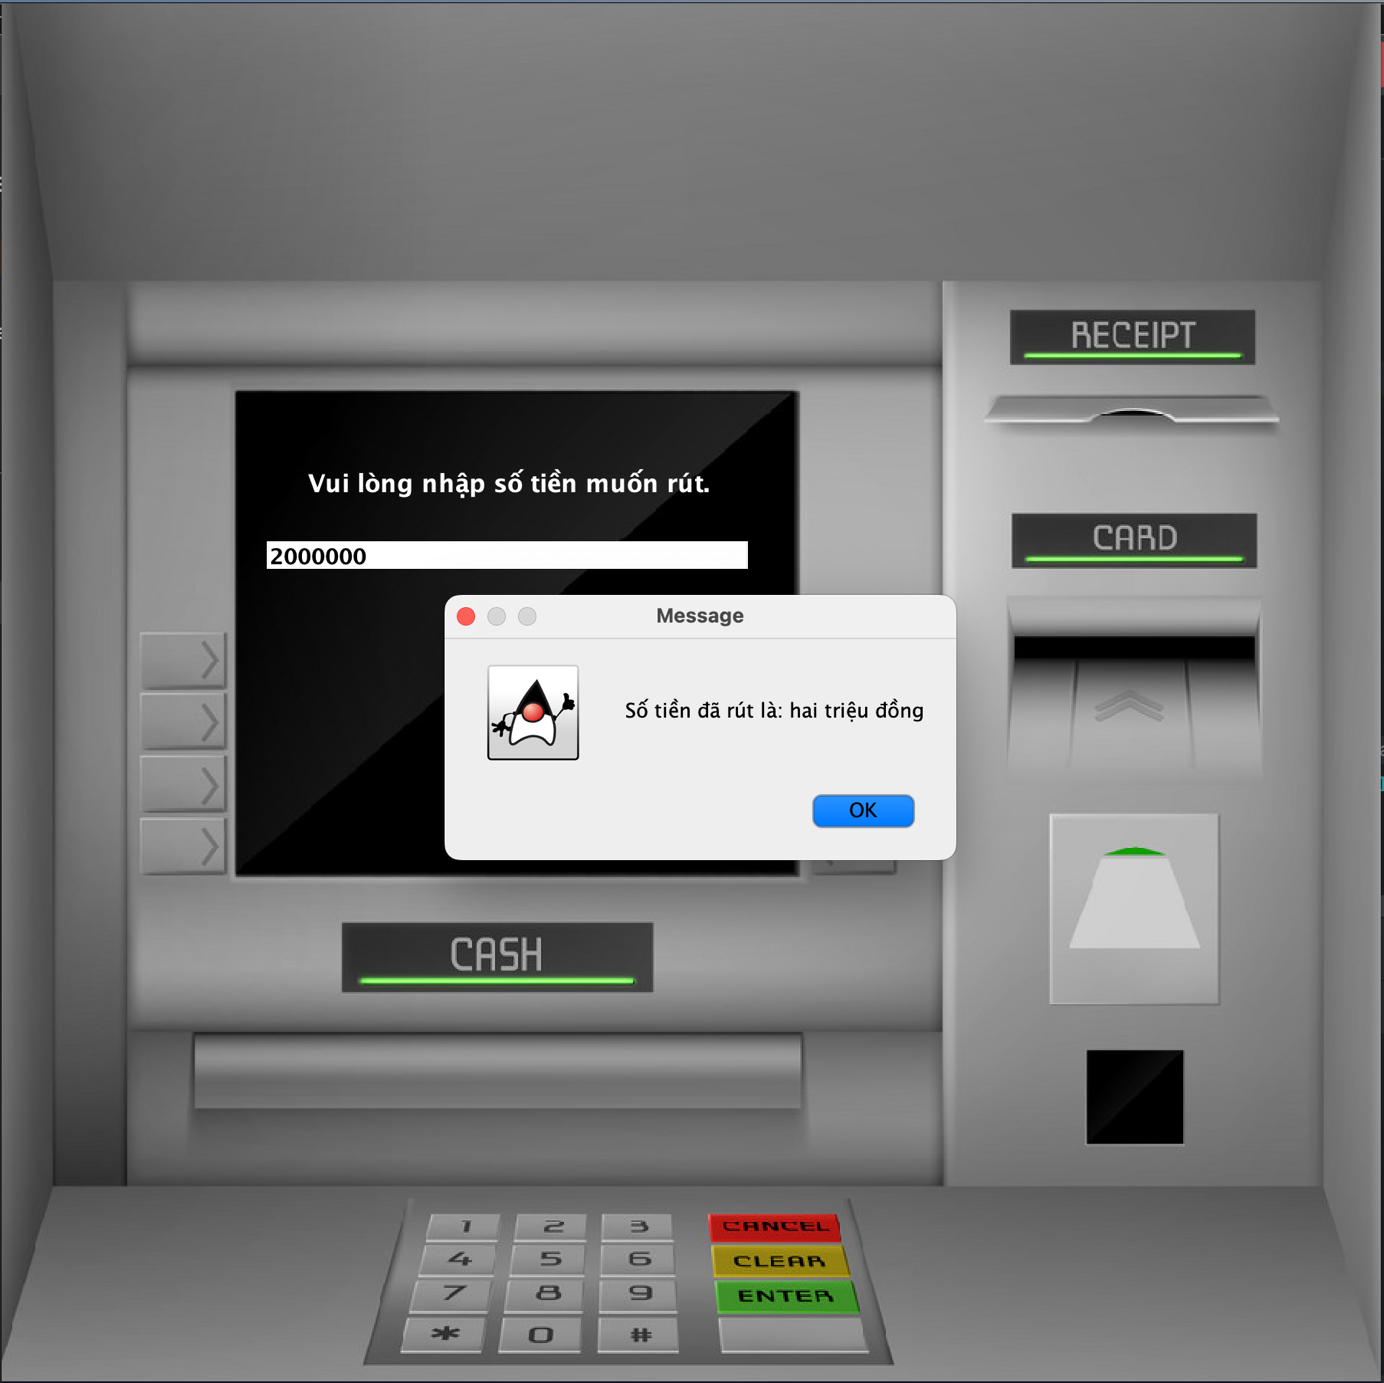 RECEIPT
Vui lòng nhập số tiền muốn rút.
CARD
2000000
Message
Số tiền đã rút là: hai triệu đồng
OK
CASH
1 2 3 CANCEL
4 5 6 CLEAR
7 8 9 ENTER
* 0 #